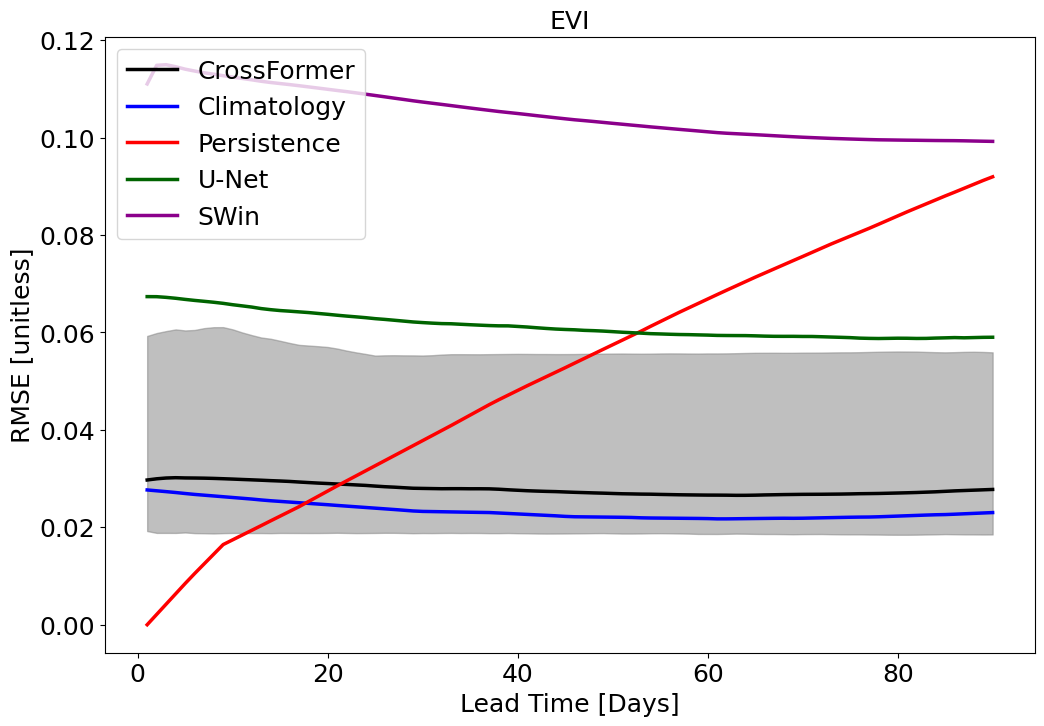 EVI
0.12
0.10
0.08
0.06
0.04
0.02
0.00
RMSE [unitless]
CrossFormer
Climatology
Persistence
U-Net
SWin
0 20 40 60 80
Lead Time [Days]